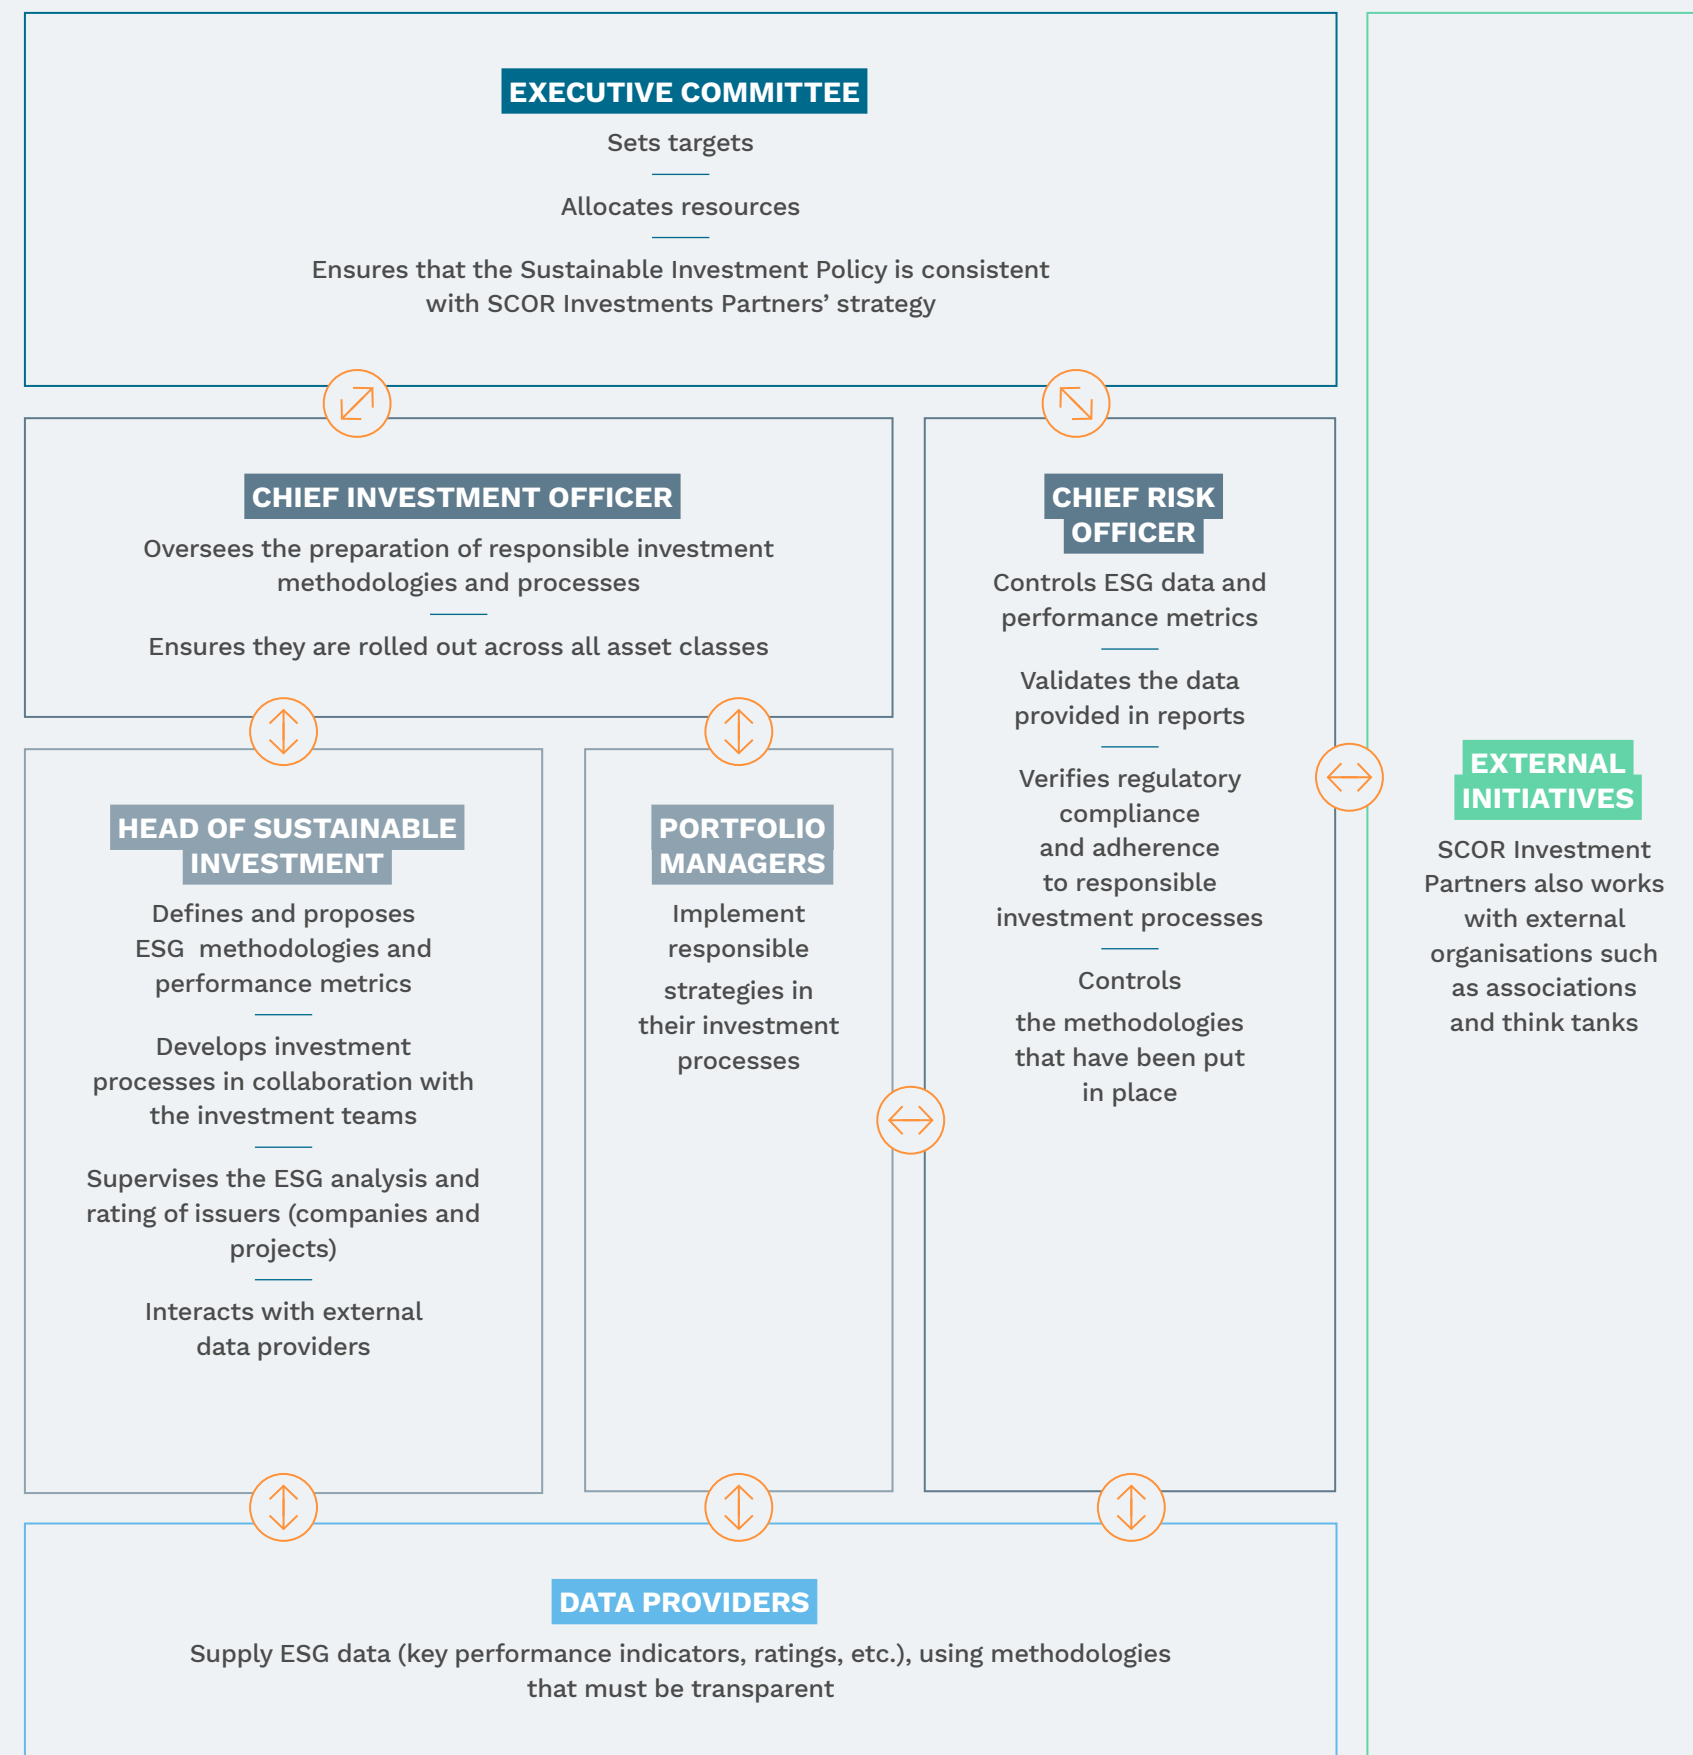 EXECUTIVE COMMITTEE
Sets targets
Allocates resources
Ensures that the Sustainable Investment Policy is consistent
with SCOR Investments Partners’ strategy
CHIEF INVESTMENT OFFICER
Oversees the preparation of responsible investment
methodologies and processes
Ensures they are rolled out across all asset classes
CHIEF RISK
OFFICER
Controls ESG data and
performance metrics
Validates the data
provided in reports
Verifies regulatory
compliance
and adherence
to responsible
investment processes
Controls
the methodologies
that have been put
in place
HEAD OF SUSTAINABLE
INVESTMENT
Defines and proposes
ESG methodologies and
performance metrics
Develops investment
processes in collaboration with
the investment teams
Supervises the ESG analysis and
rating of issuers (companies and
projects)
Interacts with external
data providers
PORTFOLIO
MANAGERS
Implement
responsible
strategies in
their investment
processes
EXTERNAL
INITIATIVES
SCOR Investment
Partners also works
with external
organisations such
as associations
and think tanks
DATA PROVIDERS
Supply ESG data (key performance indicators, ratings, etc.), using methodologies
that must be transparent